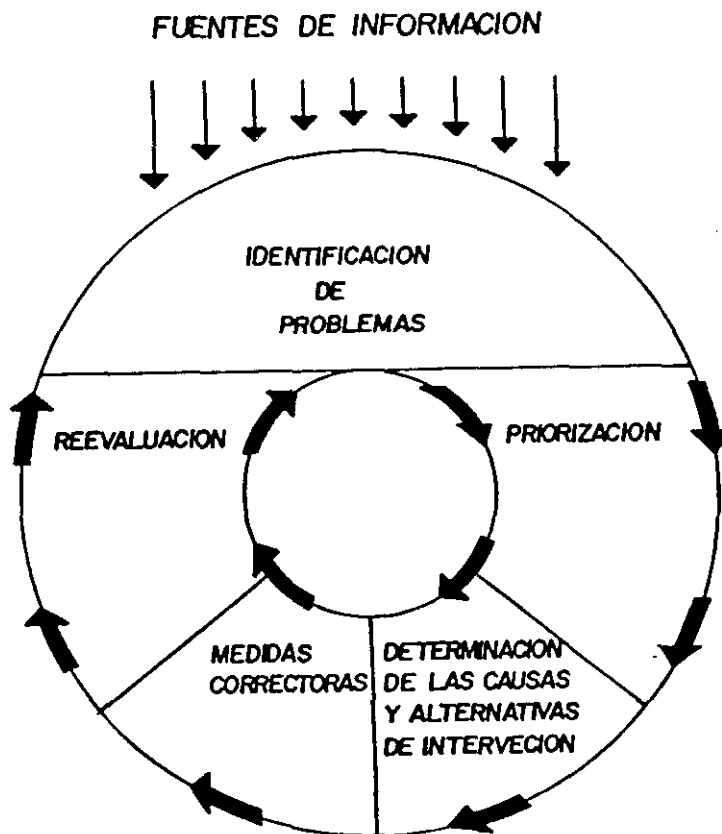 FUENTES DE INFORMACION
IDENTIFICACION
DE
PROBLEMAS
REEVALUACION
PRIORIZACION
MEDIDAS
CORRECTORAS
DETERMINACION
DE LAS CAUSAS
Y ALTERNATIVAS
DE INTERVECION